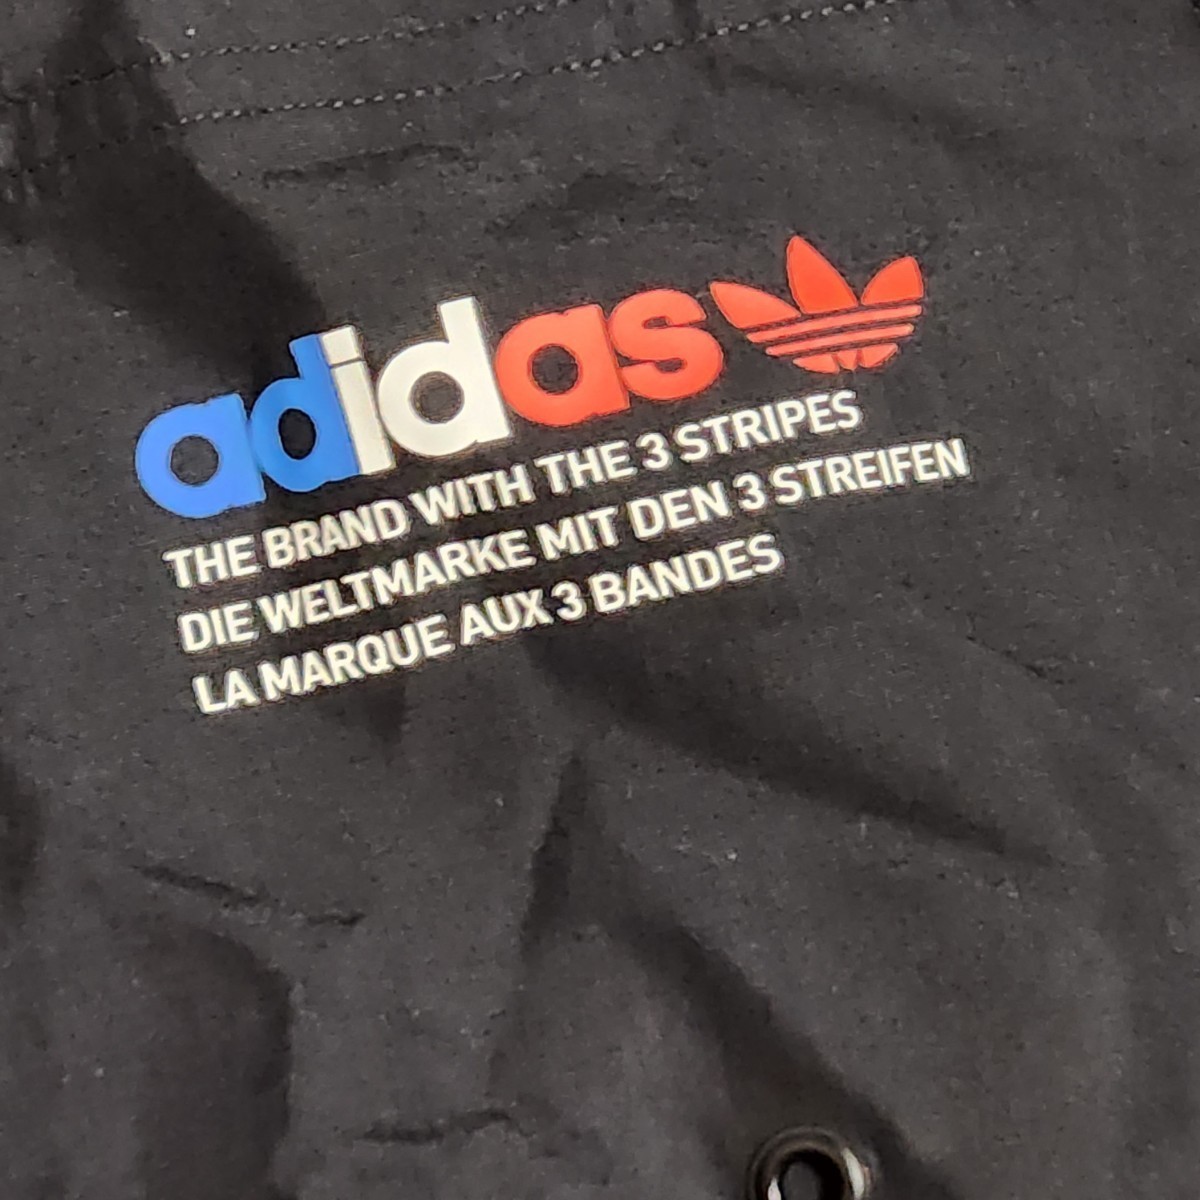 adidas
THE BRAND WITH THE 3 STRIPES
DIE WELTMARKE MIT DEN 3 STREIFEN
LA MARQUE AUX 3 BANDES